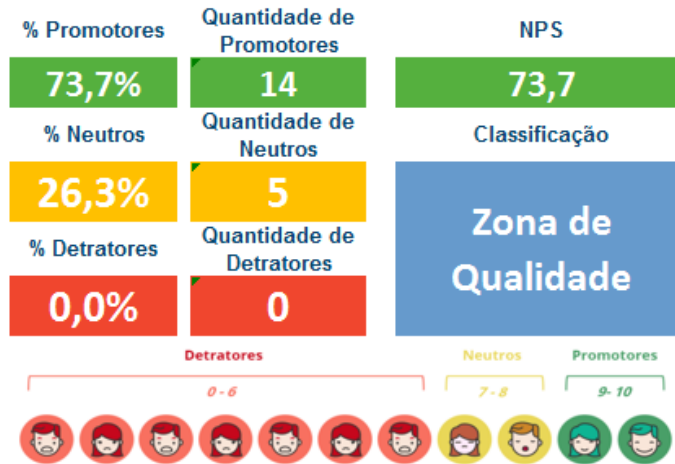 % Promotores
Quantidade de
Promotores
NPS
73,7%
14
73,7
% Neutros
Quantidade de
Neutros
Classificação
26,3%
5
Zona de
Qualidade
% Detratores
Quantidade de
Detratores
0,0%
0
Detratores
Neutros
Promotores
0 - 6
7 - 8
9- 10